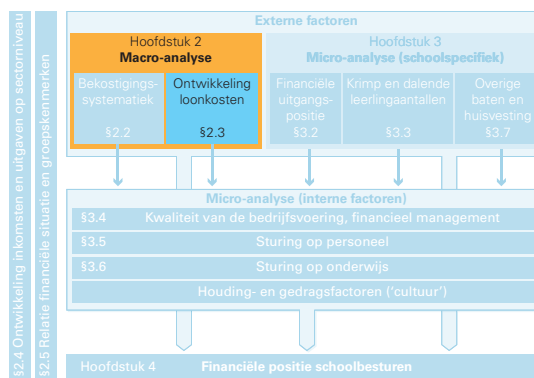 §2.4 Ontwikkeling inkomsten en uitgaven op sectorniveau
§2.5 Relatie financiële situatie en groepskenmerken
Externe factoren
Hoofdstuk 2
Macro-analyse
Bekostigings-
systematiek
§2.2
Ontwikkeling
loonkosten
§2.3
Hoofdstuk 3
Micro-analyse (schoolspecifiek)
Financiële
uitgangs-
positie
§3.2
Krimp en dalende
leerlingaantallen
§3.3
Overige
baten en
huisvesting
§3.7
Micro-analyse (interne factoren)
§3.4 Kwaliteit van de bedrijfsvoering, financieel management
§3.5 Sturing op personeel
§3.6 Sturing op onderwijs
Houding- en gedragsfactoren (‘cultuur’)
Hoofdstuk 4 Financiële positie schoolbesturen